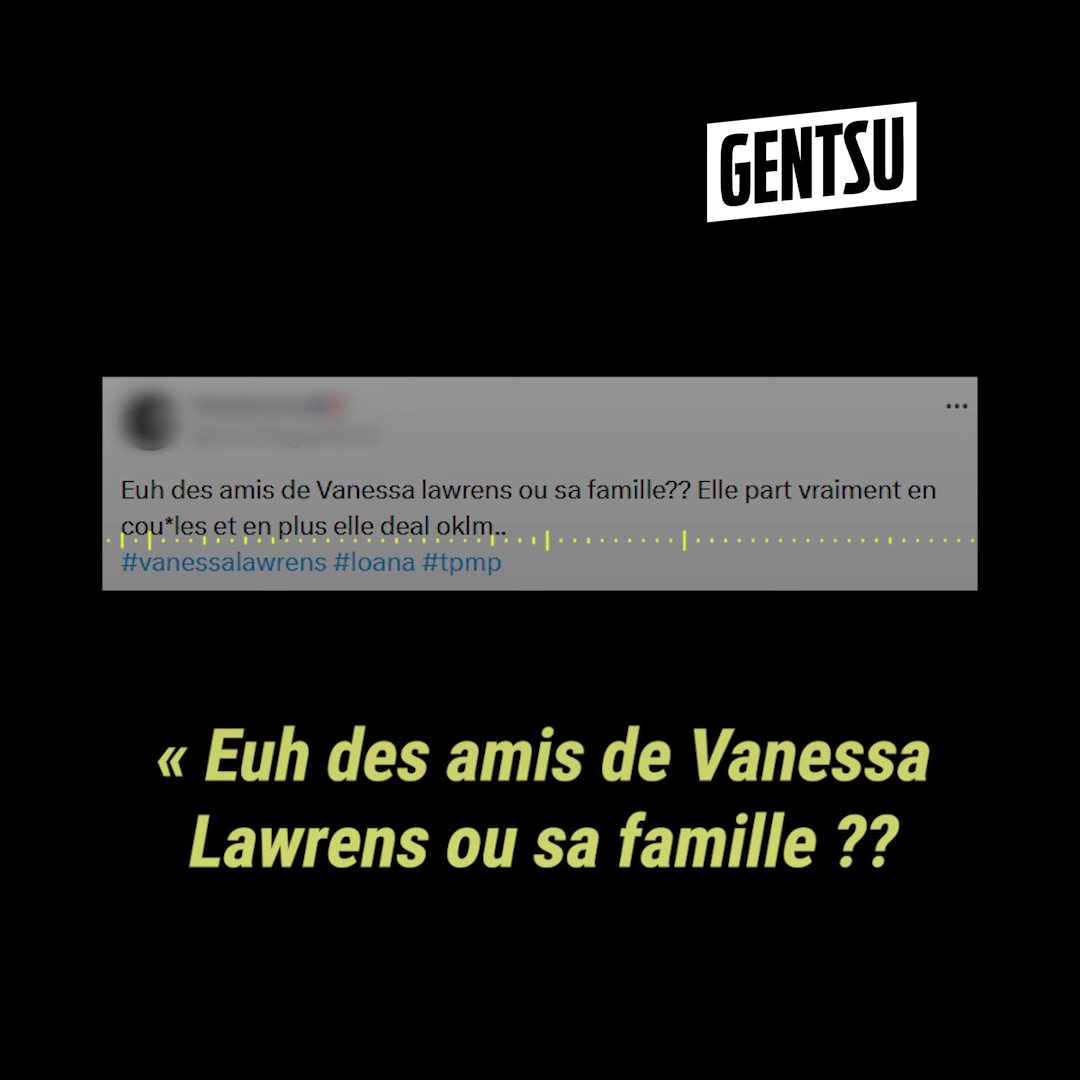 GENTSU
Euh des amis de Vanessa lawrens ou sa famille?? Elle part vraiment en
cou*les et en plus elle deal oklm..
#vanessalawrens #loana #tpmp
« Euh des amis de Vanessa
Lawrens ou sa famille ??